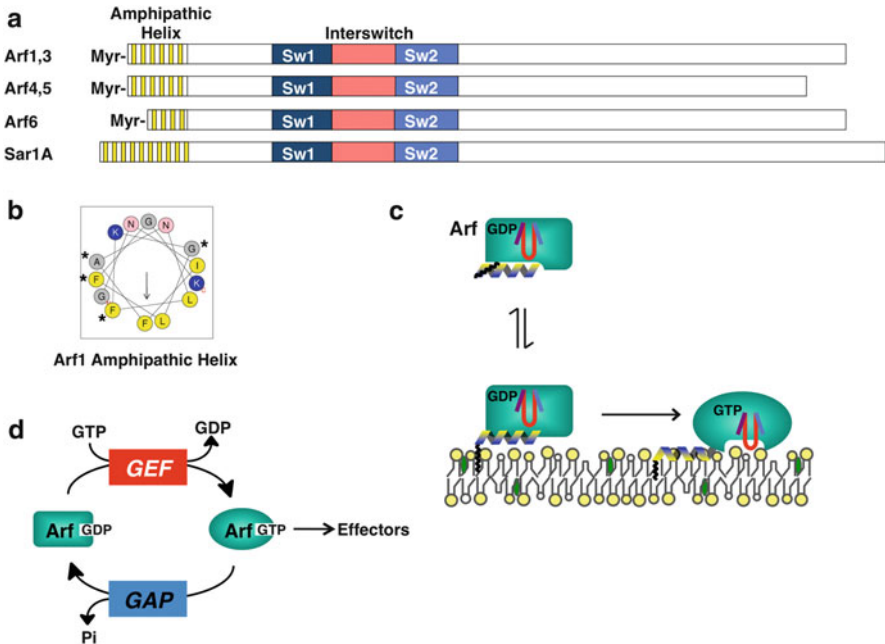 a
Amphipathic
Helix
Interswitch
Arf1,3 Myr- Sw1 Sw2
Arf4,5 Myr- Sw1 Sw2
Arf6 Myr- Sw1 Sw2
Sar1A Sw1 Sw2
b
N G N
K
* G *
A I
* F K
G L
* F
F L
Arf1 Amphipathic Helix
c
Arf GDP
GDP
GTP
d
GTP GDP
GEF
Arf GDP
Arf GTP Effectors
GAP
Pi